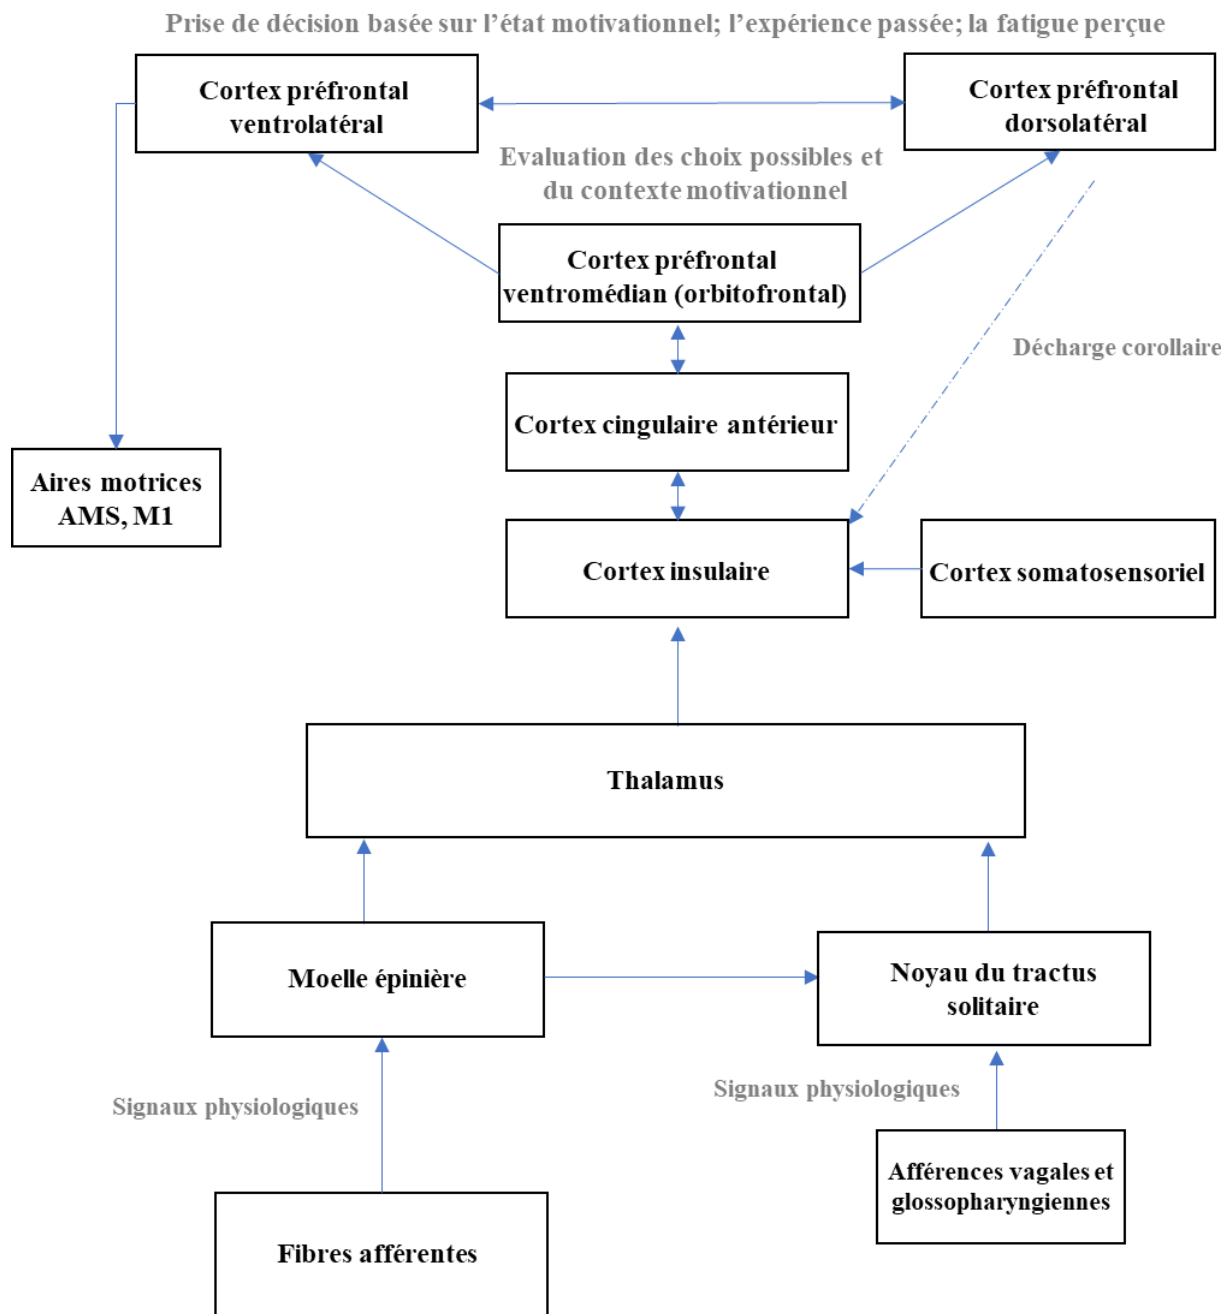 Prise de décision basée sur l’état motivationnel; l’expérience passée; la fatigue perçue
Cortex préfrontal
ventrolatéral
Cortex préfrontal
dorsolatéral
Evaluation des choix possibles et
du contexte motivationnel
Cortex préfrontal
ventromédian (orbitofrontal)
Décharge corollaire
Cortex cingulaire antérieur
Aires motrices
AMS, M1
Cortex insulaire
Cortex somatosensoriel
Thalamus
Moelle épinière
Noyau du tractus
solitaire
Signaux physiologiques
Signaux physiologiques
Afférences vagales et
glossopharyngiennes
Fibres afférentes